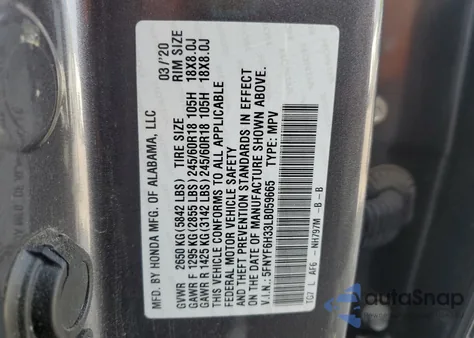 MFD. BY HONDA MFG. OF ALABAMA, LLC 03/'20
TIRE SIZE RIM SIZE
GVWR 2650 KG(5842 LBS)
GAWR F 1295 KG(2855 LBS) 245/60R18 105H 18X8.0J
GAWR R 1425 KG(3142 LBS) 245/60R18 105H 18X8.0J
THIS VEHICLE CONFORMS TO ALL APPLICABLE
FEDERAL MOTOR VEHICLE SAFETY
AND THEFT PREVENTION STANDARDS IN EFFECT
ON THE DATE OF MANUFACTURE SHOWN ABOVE.
V.I.N.: 5FNYF6H33LB059665 TYPE: MPV
L AF6 - NH797M - B - B
autoSnap